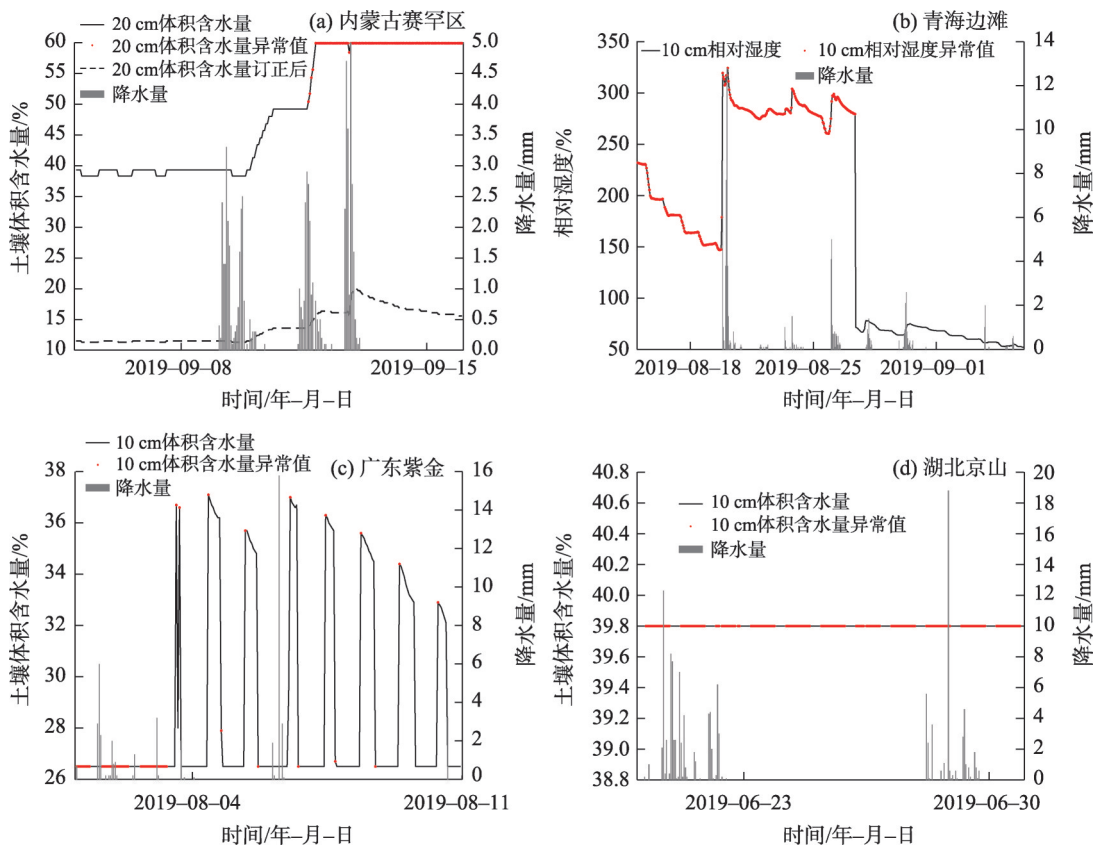 20 cm体积含水量
20 cm体积含水量异常值
20 cm体积含水量订正后
降水量
(a) 内蒙古赛罕区
60
55
50
45
40
35
30
25
20
15
10
土壤体积含水量/%
5.0
4.5
4.0
3.5
3.0
2.5
2.0
1.5
1.0
0.5
0.0
降水量/mm
2019–09–08
2019–09–15
时间/年–月–日
(b) 青海边滩
10 cm相对湿度
10 cm相对湿度异常值
降水量
350
300
250
200
150
100
50
相对湿度/%
14
12
10
8
6
4
2
0
降水量/mm
2019–08–18
2019–08–25
2019–09–01
时间/年–月–日
10 cm体积含水量
10 cm体积含水量异常值
降水量
(c) 广东紫金
38
36
34
32
30
28
26
土壤体积含水量/%
16
14
12
10
8
6
4
2
0
降水量/mm
2019–08–04
2019–08–11
时间/年–月–日
(d) 湖北京山
10 cm体积含水量
10 cm体积含水量异常值
降水量
40.8
40.6
40.4
40.2
40.0
39.8
39.6
39.4
39.2
39.0
38.8
土壤体积含水量/%
20
18
16
14
12
10
8
6
4
2
0
降水量/mm
2019–06–23
2019–06–30
时间/年–月–日